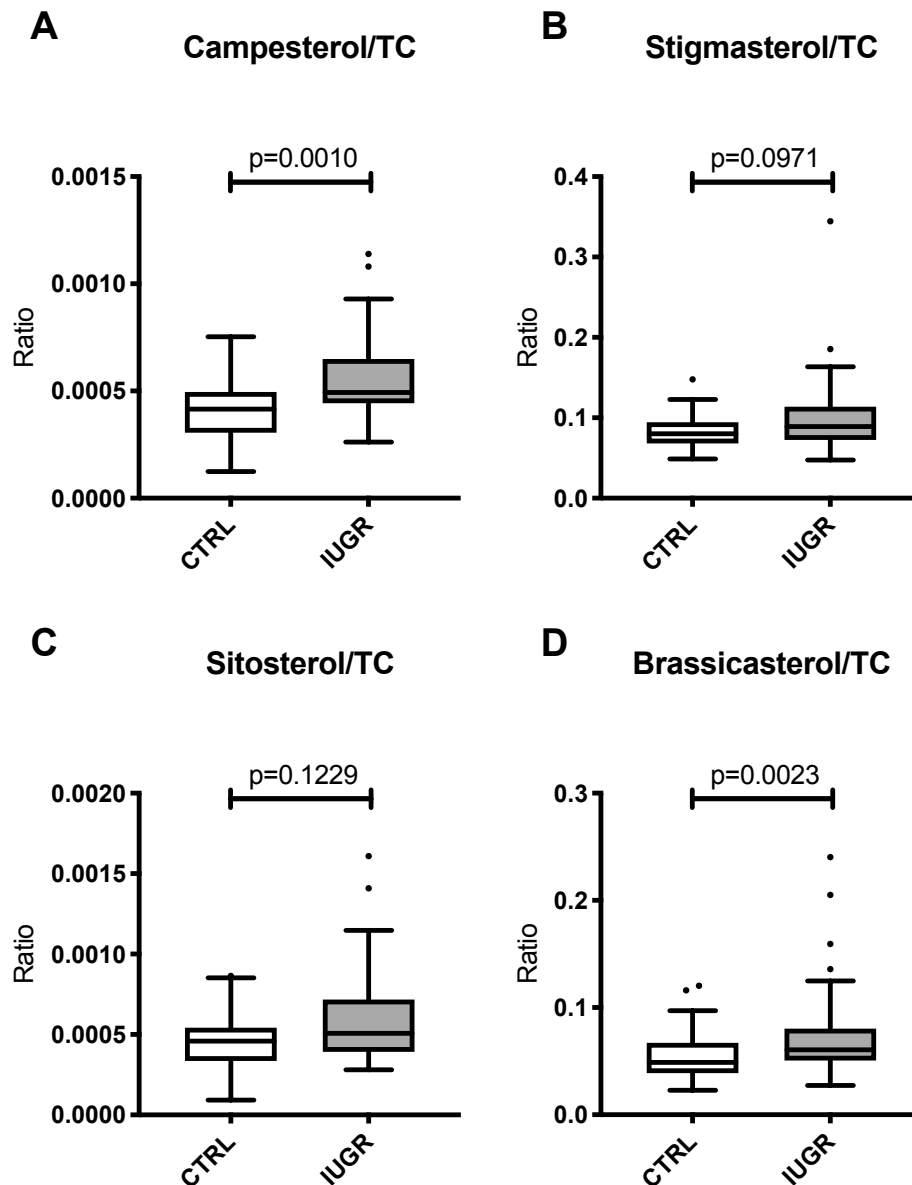 A
Campesterol/TC
p=0.0010
0.0015
0.0010
0.0005
0.0000
Ratio
CTRL
IUGR
B
Stigmasterol/TC
p=0.0971
0.4
0.3
0.2
0.1
0.0
Ratio
CTRL
IUGR
C
Sitosterol/TC
p=0.1229
0.0020
0.0015
0.0010
0.0005
0.0000
Ratio
CTRL
IUGR
D
Brassicasterol/TC
p=0.0023
0.3
0.2
0.1
0.0
Ratio
CTRL
IUGR